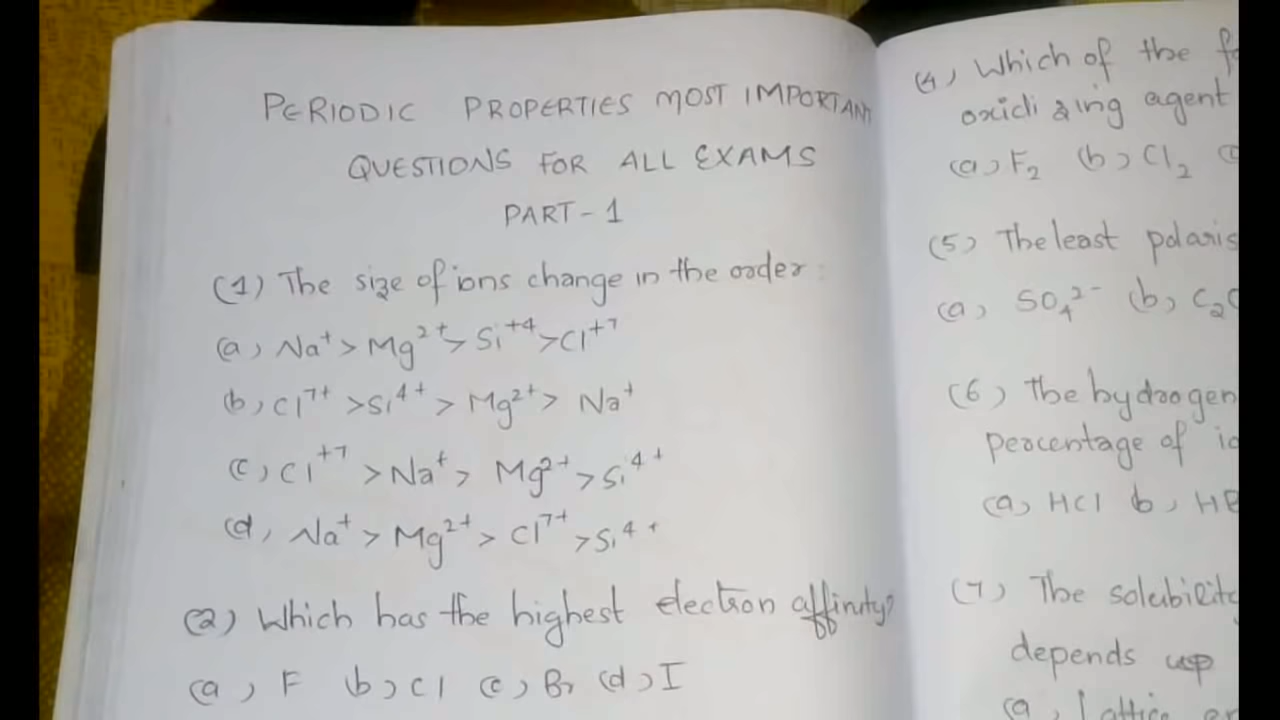 PERIODIC PROPERTIES MOST IMPORTANT
QUESTIONS FOR ALL EXAMS
PART-1
(1) The size of ions change in the order:
(a) Na⁺ > Mg²⁺ > Si⁺⁴ > Cl⁺⁷
(b) Cl⁷⁺ > Si⁴⁺ > Mg²⁺ > Na⁺
(c) Cl⁺⁷ > Na⁺ > Mg²⁺ > Si⁴⁺
(d) Na⁺ > Mg²⁺ > Cl⁷⁺ > Si⁴⁺
(2) Which has the highest electron affinity?
(a) F (b) Cl (c) Br (d) I
(4) Which of the
oxidizing agent
(a) F₂ (b) Cl₂
(5) The least
(a) SO₄²⁻ (b)
(6) The hydrogen
percentage of
(a) HCl b)
(7) The
depends up
(a) Lattice